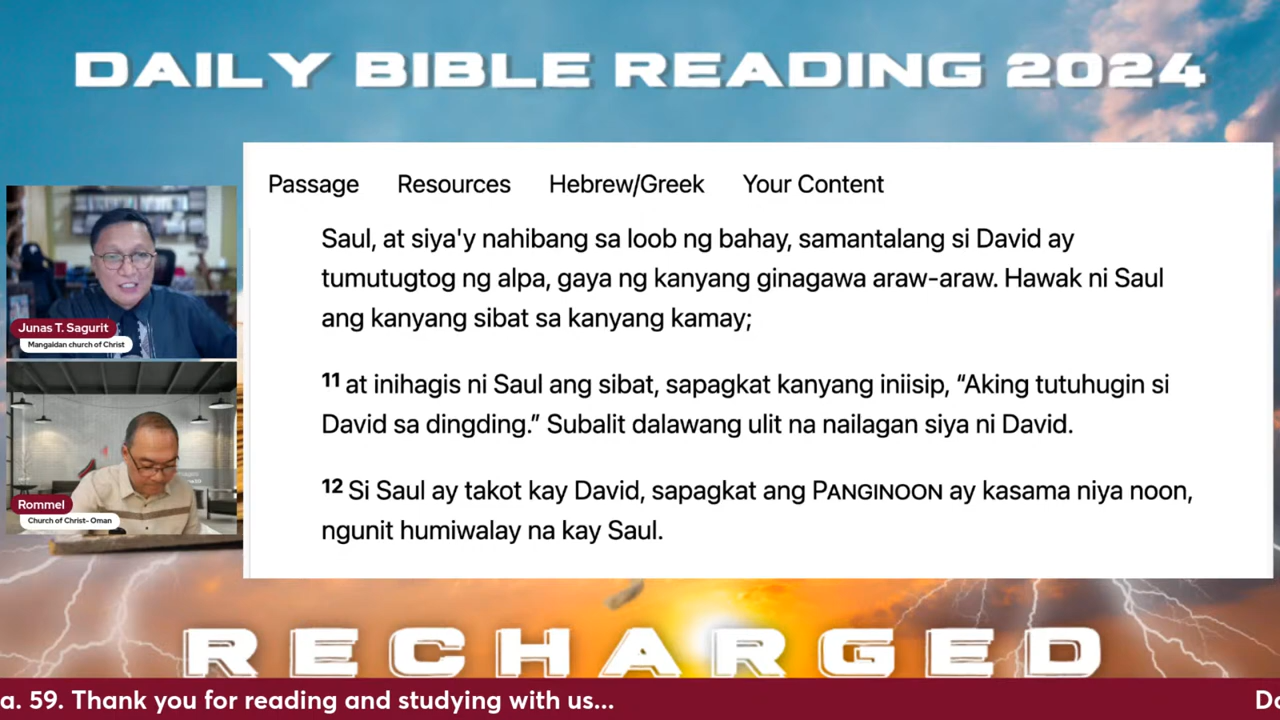 DAILY BIBLE READING 2024
Passage Resources Hebrew/Greek Your Content
Saul, at siya'y nahibang sa loob ng bahay, samantalang si David ay
tumutugtog ng alpa, gaya ng kanyang ginagawa araw-araw. Hawak ni Saul
ang kanyang sibat sa kanyang kamay;
11 at inihagis ni Saul ang sibat, sapagkat kanyang iniisip, “Aking tutuhugin si
David sa dingding.” Subalit dalawang ulit na nailagan siya ni David.
12 Si Saul ay takot kay David, sapagkat ang PANGINOON ay kasama niya noon,
ngunit humiwalay na kay Saul.
Junas T. Sagurit
Mangaldan church of Christ
Rommel
Church of Christ- Oman
RECHARGED
a. 59. Thank you for reading and studying with us...